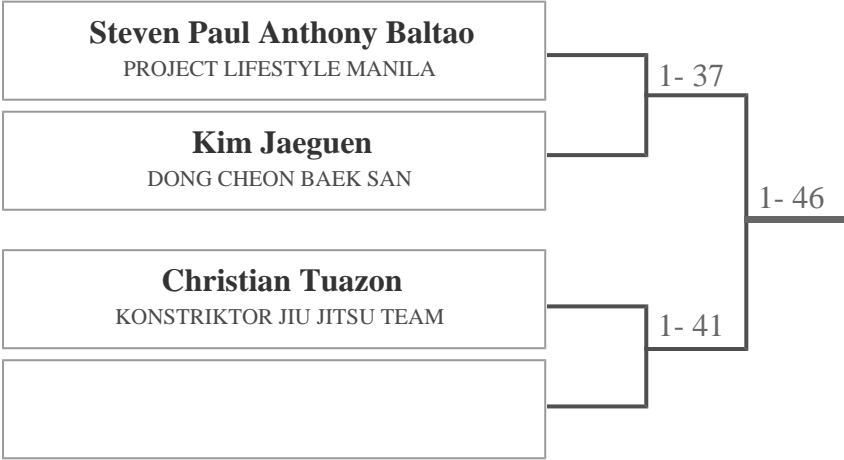 Steven Paul Anthony Baltao
PROJECT LIFESTYLE MANILA
1- 37
Kim Jaeguen
DONG CHEON BAEK SAN
1- 46
Christian Tuazon
KONSTRIKTOR JIU JITSU TEAM
1- 41